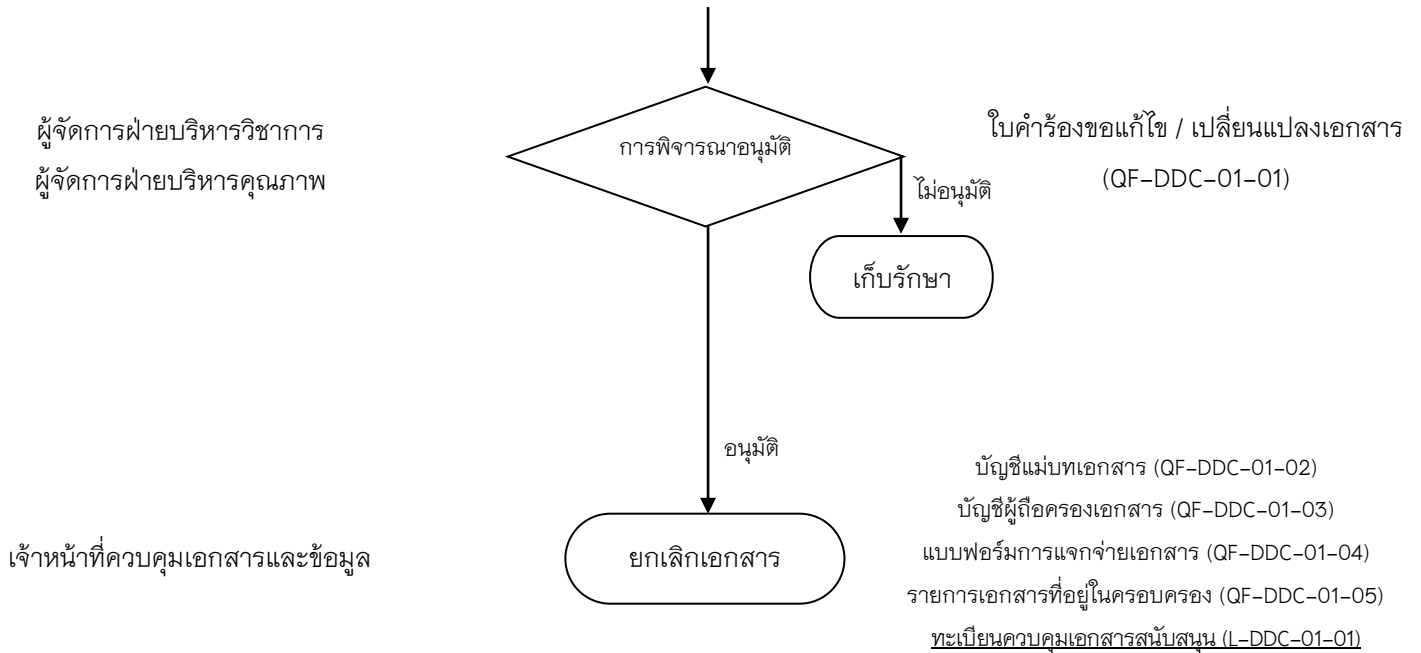 ผู้จัดการฝ่ายบริหารวิชาการ
ผู้จัดการฝ่ายบริหารคุณภาพ
การพิจารณาอนุมัติ
ใบคำร้องขอแก้ไข / เปลี่ยนแปลงเอกสาร
(QF-DDC-01-01)
ไม่อนุมัติ
เก็บรักษา
อนุมัติ
เจ้าหน้าที่ควบคุมเอกสารและข้อมูล
ยกเลิกเอกสาร
บัญชีแม่บทเอกสาร (QF-DDC-01-02)
บัญชีผู้ถือครองเอกสาร (QF-DDC-01-03)
แบบฟอร์มการแจกจ่ายเอกสาร (QF-DDC-01-04)
รายการเอกสารที่อยู่ในครอบครอง (QF-DDC-01-05)
ทะเบียนควบคุมเอกสารสนับสนุน (L-DDC-01-01)